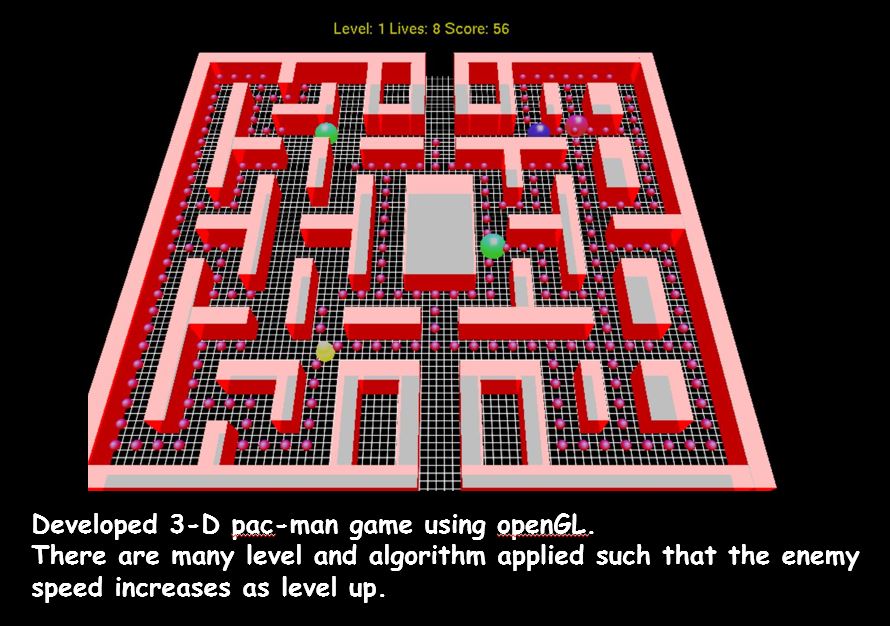 Level: 1 Lives: 8 Score: 56
Developed 3-D pac-man game using openGL.
There are many level and algorithm applied such that the enemy
speed increases as level up.